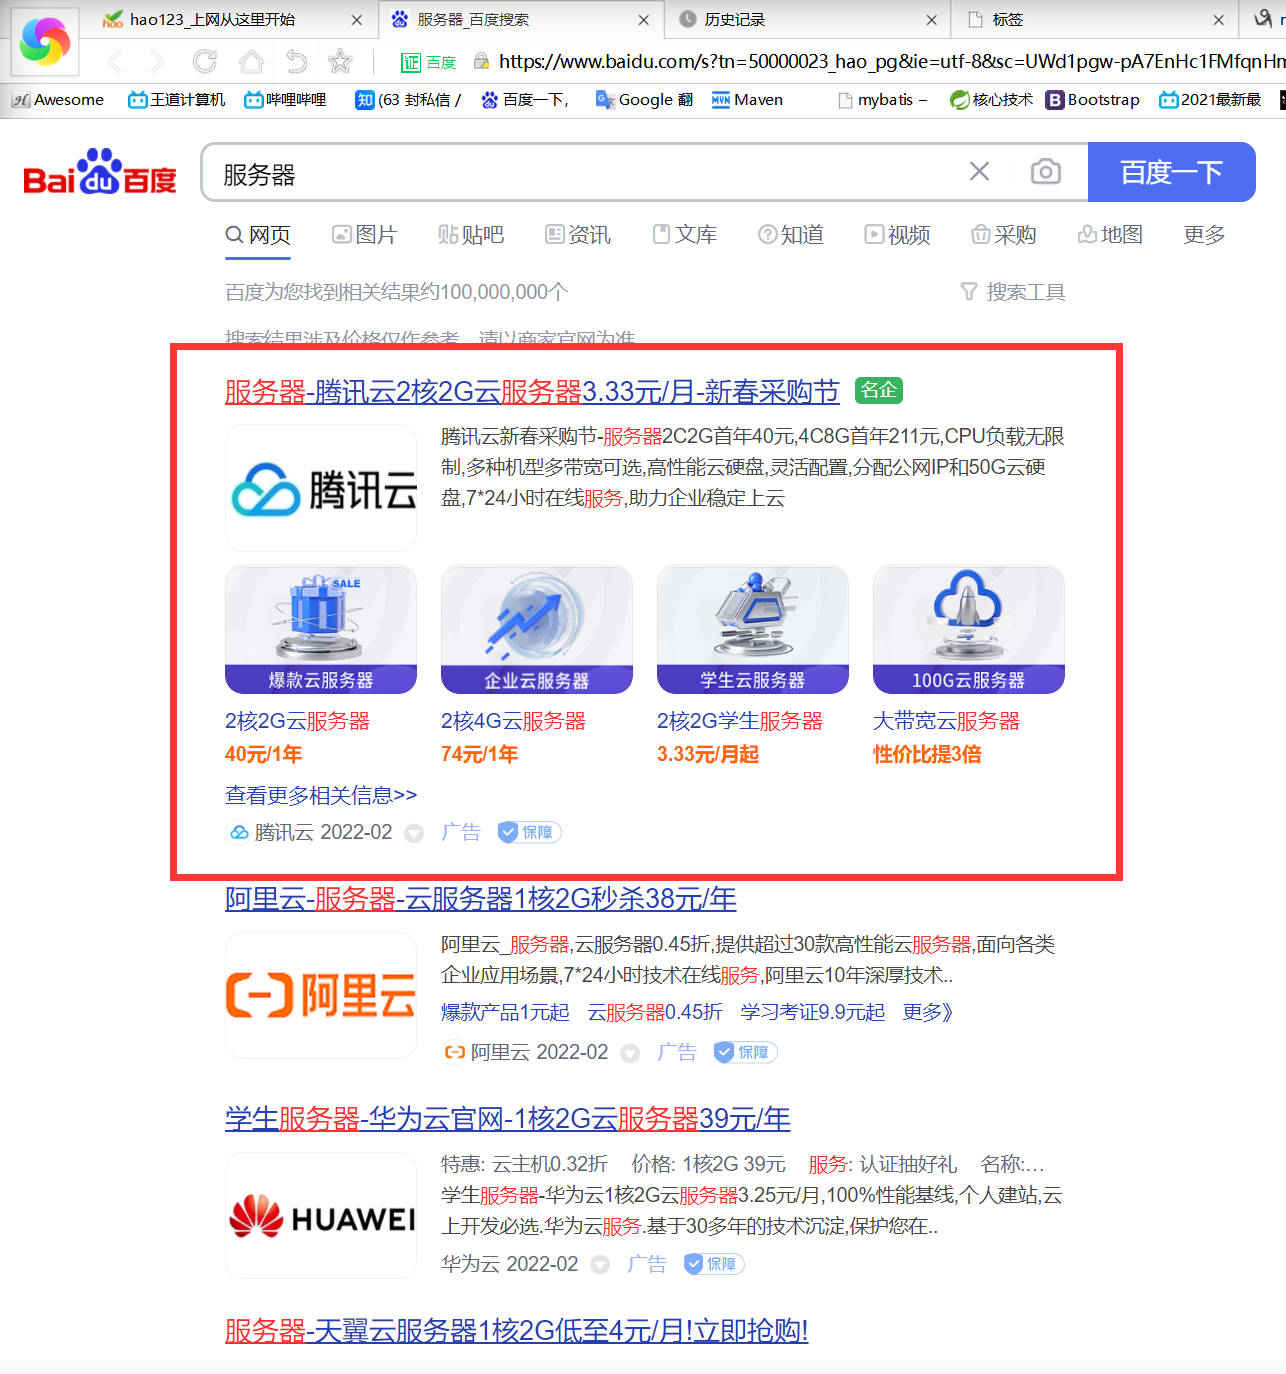 hao123_上网从这里开始
服务器_百度搜索
历史记录
标签
证 百度 https://www.baidu.com/s?tn=50000023_hao_pg&ie=utf-8&sc=UWd1pgw-pA7EnHc1FMfqnHm
Awesome 王道计算机 哔哩哔哩 知 (63 封私信 / 百度一下, Google 翻 MVN Maven mybatis – 核心技术 B Bootstrap 2021最新最
Bai du 百度 服务器 百度一下
网页 图片 贴吧 资讯 文库 知道 视频 采购 地图 更多
百度为您找到相关结果约100,000,000个 搜索工具
搜索结果涉及价格仅作参考，请以商家官网为准
服务器-腾讯云2核2G云服务器3.33元/月-新春采购节 名企
腾讯云
腾讯云新春采购节-服务器2C2G首年40元,4C8G首年211元,CPU负载无限
制,多种机型多带宽可选,高性能云硬盘,灵活配置,分配公网IP和50G云硬
盘,7*24小时在线服务,助力企业稳定上云
SALE
爆款云服务器 企业云服务器 学生云服务器 100G云服务器
2核2G云服务器 2核4G云服务器 2核2G学生服务器 大带宽云服务器
40元/1年 74元/1年 3.33元/月起 性价比提3倍
查看更多相关信息>>
腾讯云 2022-02 广告 保障
阿里云-服务器-云服务器1核2G秒杀38元/年
阿里云
阿里云_服务器,云服务器0.45折,提供超过30款高性能云服务器,面向各类
企业应用场景,7*24小时技术在线服务,阿里云10年深厚技术..
爆款产品1元起 云服务器0.45折 学习考证9.9元起 更多》
阿里云 2022-02 广告 保障
学生服务器-华为云官网-1核2G云服务器39元/年
HUAWEI
特惠: 云主机0.32折 价格: 1核2G 39元 服务: 认证抽好礼 名称:...
学生服务器-华为云1核2G云服务器3.25元/月,100%性能基线,个人建站,云
上开发必选.华为云服务.基于30多年的技术沉淀,保护您在..
华为云 2022-02 广告 保障
服务器-天翼云服务器1核2G低至4元/月!立即抢购!